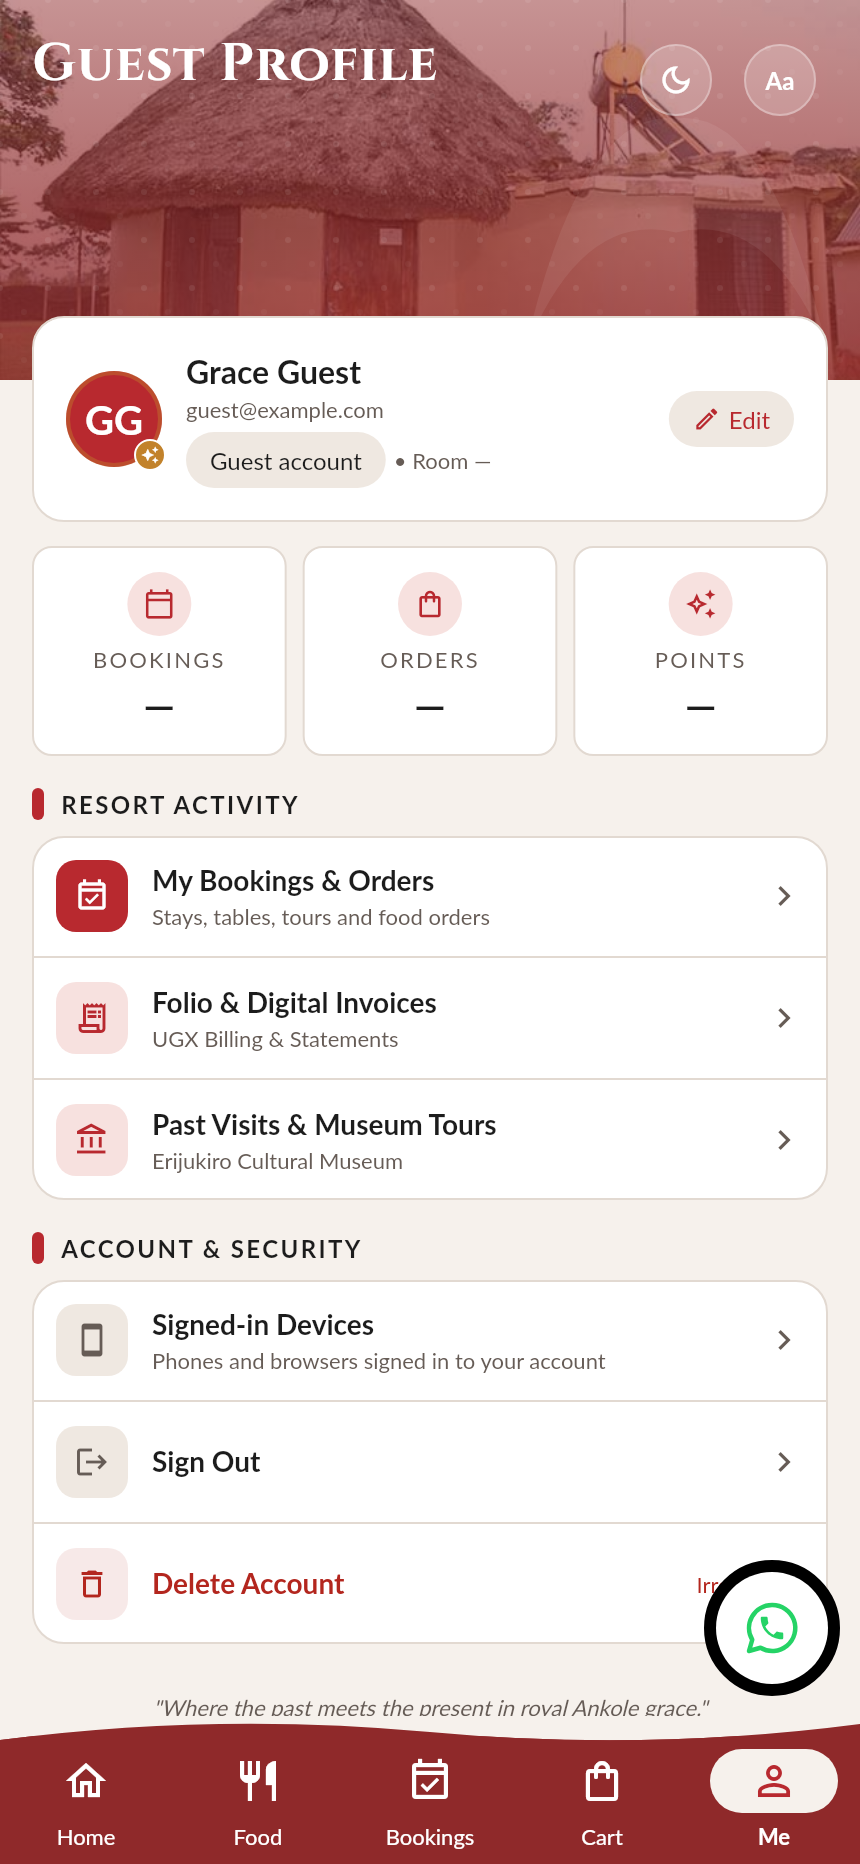 Guest Profile
Aa
GG
Grace Guest
guest@example.com
Guest account • Room —
Edit
BOOKINGS
—
ORDERS
—
POINTS
—
RESORT ACTIVITY
My Bookings & Orders
Stays, tables, tours and food orders
Folio & Digital Invoices
UGX Billing & Statements
Past Visits & Museum Tours
Erijukiro Cultural Museum
ACCOUNT & SECURITY
Signed-in Devices
Phones and browsers signed in to your account
Sign Out
Delete Account
"Where the past meets the present in royal Ankole grace."
Home
Food
Bookings
Cart
Me